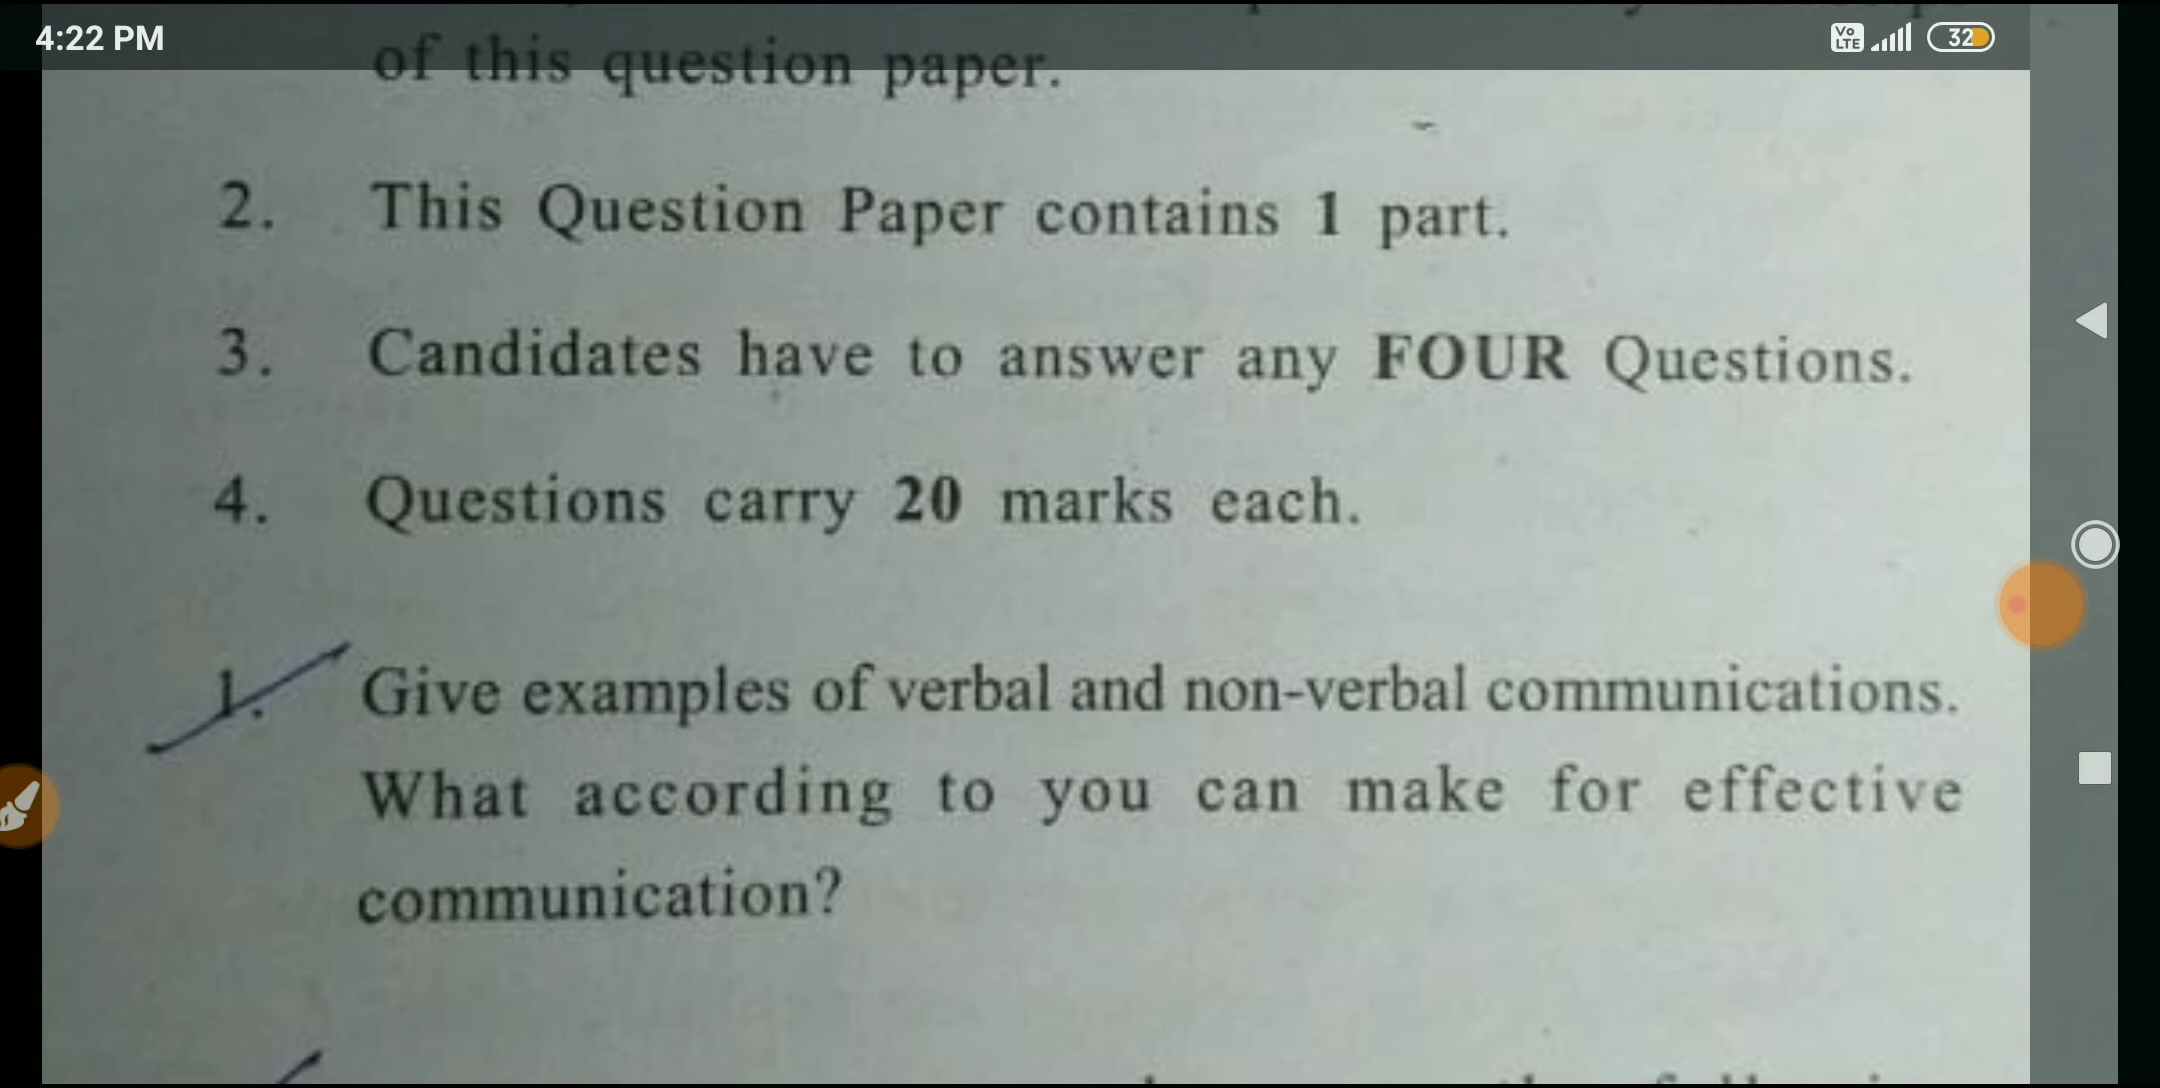 4:22 PM
Vo LTE
32
of this question paper.
2. This Question Paper contains 1 part.
3. Candidates have to answer any FOUR Questions.
4. Questions carry 20 marks each.
1. Give examples of verbal and non-verbal communications.
What according to you can make for effective
communication?